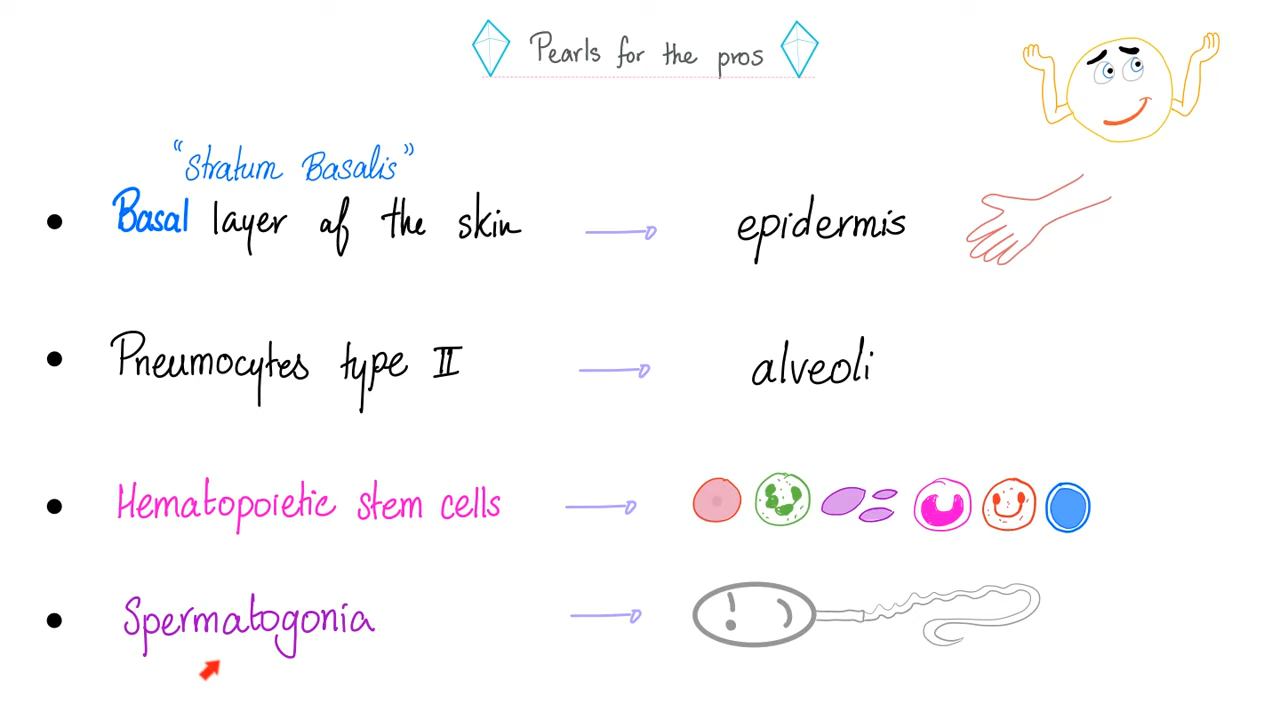 Pearls for the pros
"Stratum Basalis"
• Basal layer of the skin → epidermis
• Pneumocytes type II → alveoli
• Hematopoietic stem cells →
• Spermatogonia →